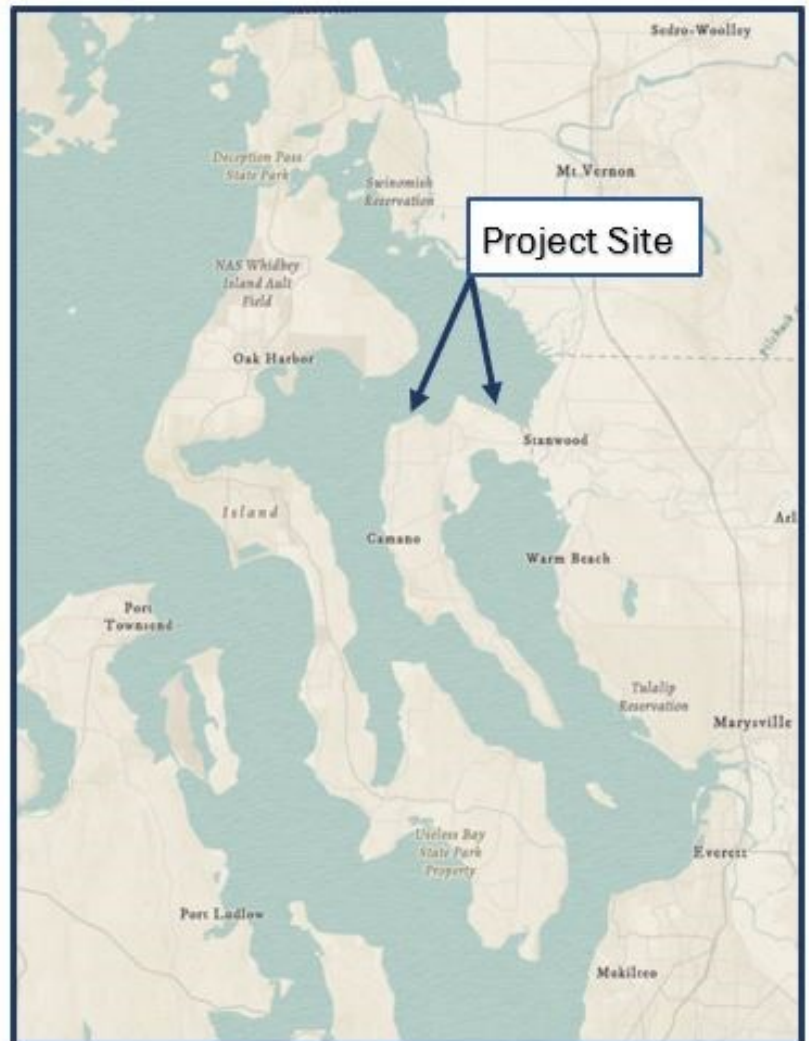 Sedro-Woolley
Deception Pass
State Park
Mt Vernon
Swinomish
Reservation
Project Site
NAS Whidbey
Island Ault
Field
Oak Harbor
Stanwood
Island
Camano
Arl
Warm Beach
Port
Townsend
Tulalip
Reservation
Marysville
Useless Bay
State Park
Property
Everett
Port Ludlow
Mukilteo